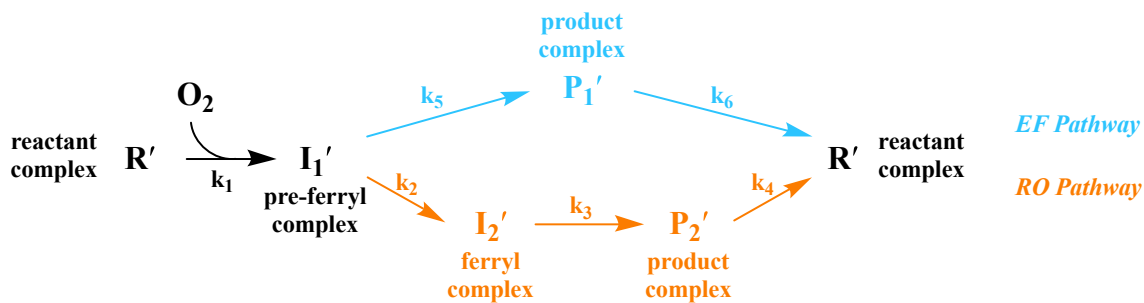 product
complex
P₁′
k₅
k₆
O₂
EF Pathway
reactant
complex
R′
k₁
I₁′
pre-ferryl
complex
R′
reactant
complex
RO Pathway
k₂
k₃
k₄
I₂′
ferryl
complex
P₂′
product
complex